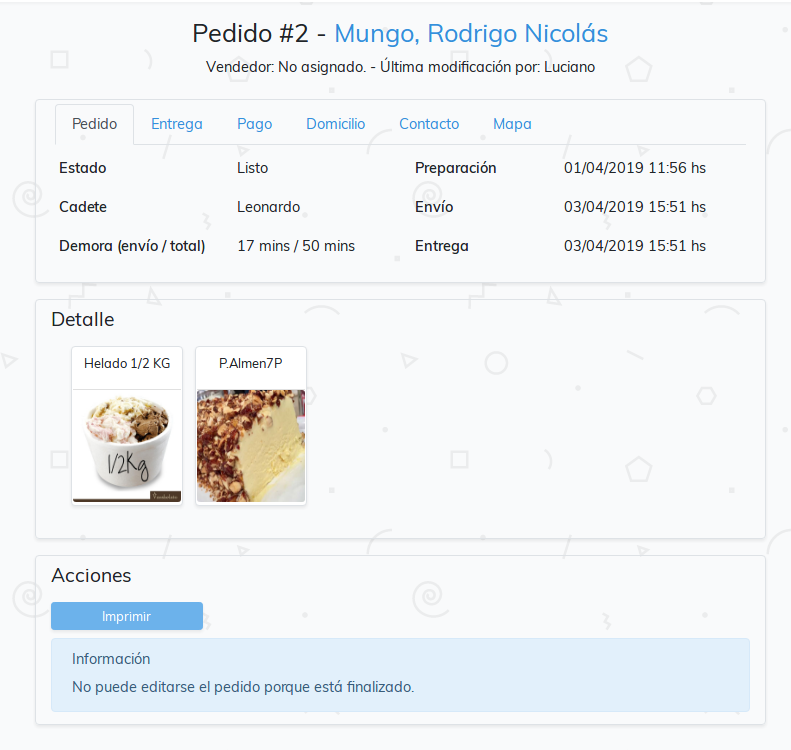 Pedido #2 - Mungo, Rodrigo Nicolás
Vendedor: No asignado. - Última modificación por: Luciano
Pedido Entrega Pago Domicilio Contacto Mapa
Estado Listo Preparación 01/04/2019 11:56 hs
Cadete Leonardo Envío 03/04/2019 15:51 hs
Demora (envío / total) 17 mins / 50 mins Entrega 03/04/2019 15:51 hs
Detalle
Helado 1/2 KG P.Almen7P
1/2Kg
Acciones
Imprimir
Información
No puede editarse el pedido porque está finalizado.